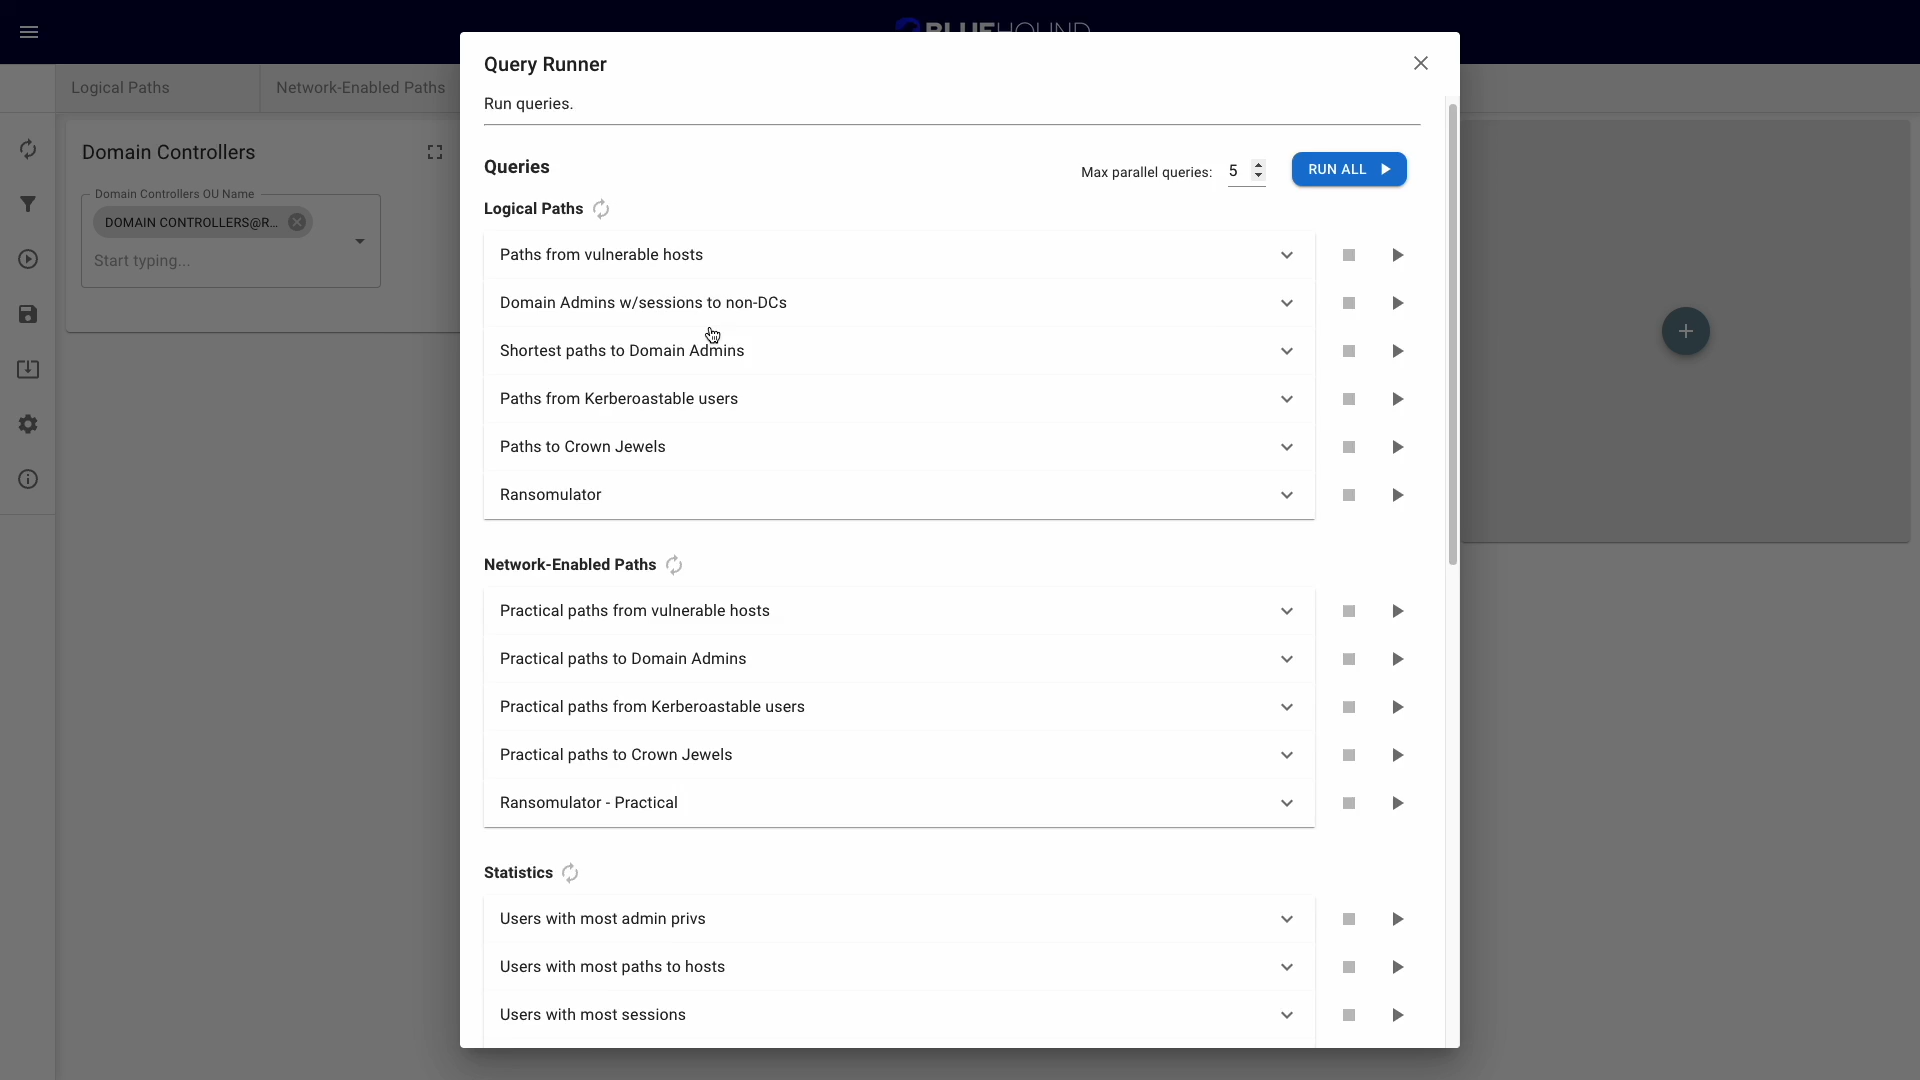 BLUEHOUND
Logical Paths
Network-Enabled Paths
Domain Controllers
Domain Controllers OU Name
DOMAIN CONTROLLERS@R...
Start typing...
Query Runner
Run queries.
Queries
Max parallel queries: 5
RUN ALL
Logical Paths
Paths from vulnerable hosts
Domain Admins w/sessions to non-DCs
Shortest paths to Domain Admins
Paths from Kerberoastable users
Paths to Crown Jewels
Ransomulator
Network-Enabled Paths
Practical paths from vulnerable hosts
Practical paths to Domain Admins
Practical paths from Kerberoastable users
Practical paths to Crown Jewels
Ransomulator - Practical
Statistics
Users with most admin privs
Users with most paths to hosts
Users with most sessions